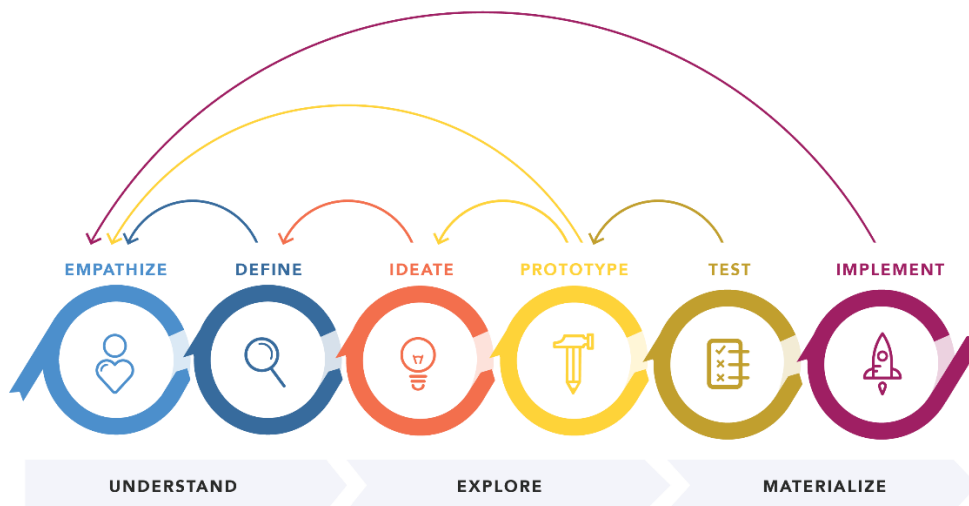 EMPATHIZE DEFINE IDEATE PROTOTYPE TEST IMPLEMENT
UNDERSTAND EXPLORE MATERIALIZE